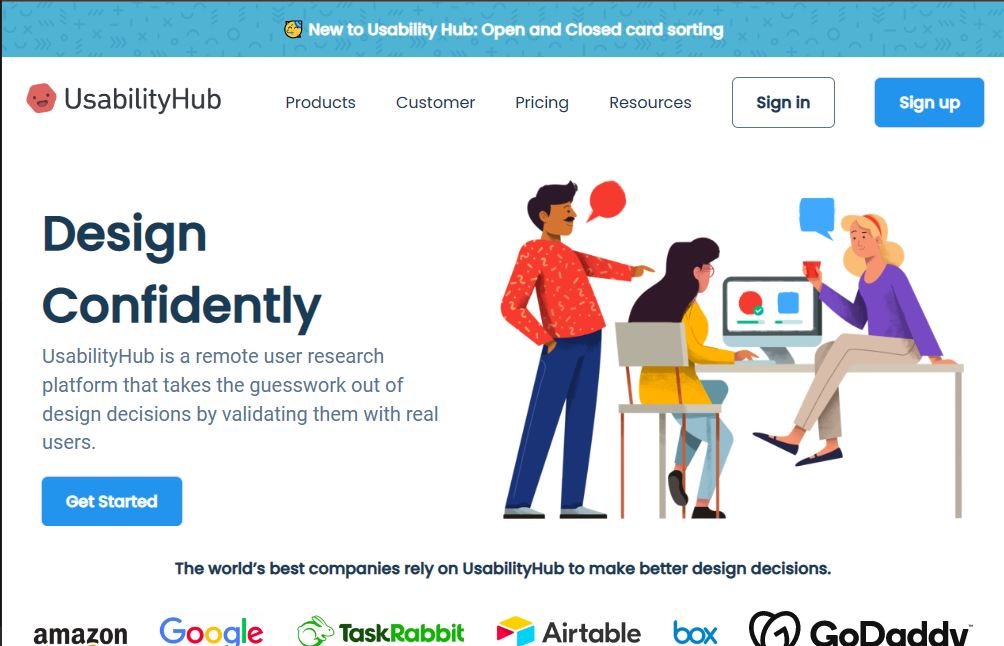 New to Usability Hub: Open and Closed card sorting
UsabilityHub Products Customer Pricing Resources Sign in Sign up
Design
Confidently
UsabilityHub is a remote user research
platform that takes the guesswork out of
design decisions by validating them with real
users.
Get Started
The world's best companies rely on UsabilityHub to make better design decisions.
amazon Google TaskRabbit Airtable box GoDaddy™